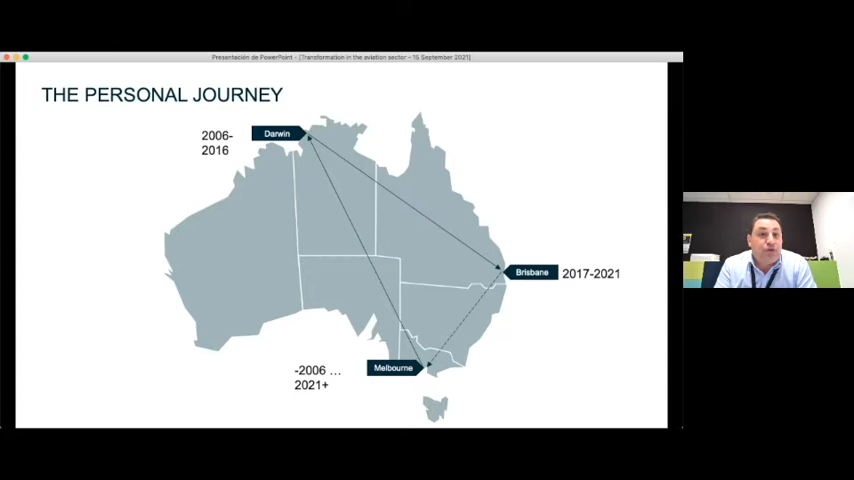 Presentación de PowerPoint - [Transformation in the aviation sector - 15 September 2021]
THE PERSONAL JOURNEY
2006-
2016
Darwin
Brisbane
2017-2021
-2006 ...
2021+
Melbourne